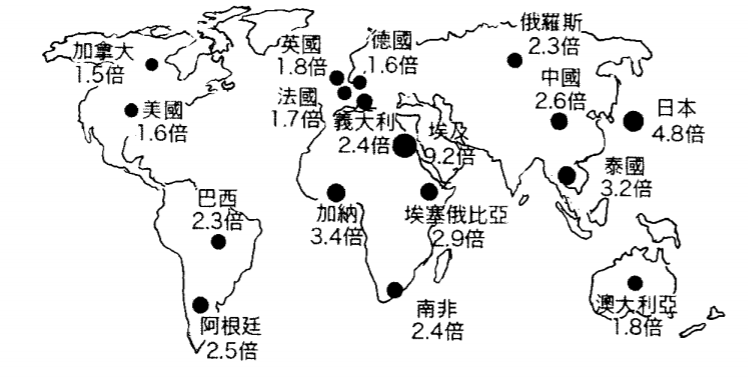 加拿大
1.5倍
美國
1.6倍
巴西
2.3倍
阿根廷
2.5倍
英國
1.8倍
德國
1.6倍
法國
1.7倍
義大利
2.4倍
埃及
9.2倍
加納
3.4倍
埃塞俄比亞
2.9倍
南非
2.4倍
俄羅斯
2.3倍
中國
2.6倍
日本
4.8倍
泰國
3.2倍
澳大利亞
1.8倍